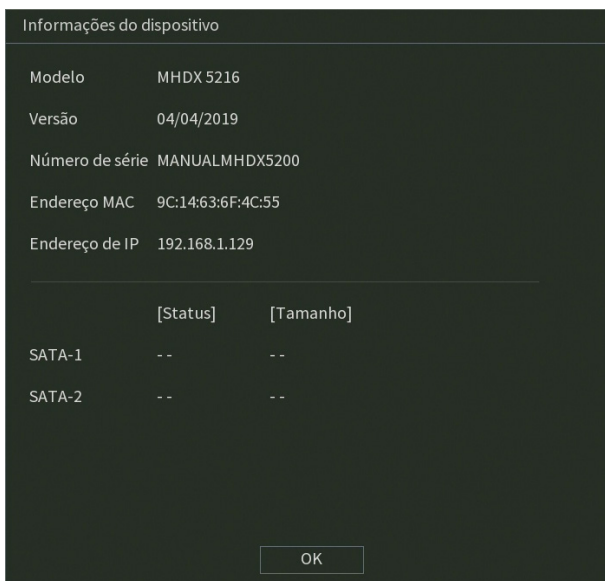 Informações do dispositivo
Modelo MHDX 5216
Versão 04/04/2019
Número de série MANUALMHDX5200
Endereço MAC 9C:14:63:6F:4C:55
Endereço de IP 192.168.1.129
[Status] [Tamanho]
SATA-1 - - - -
SATA-2 - - - -
OK